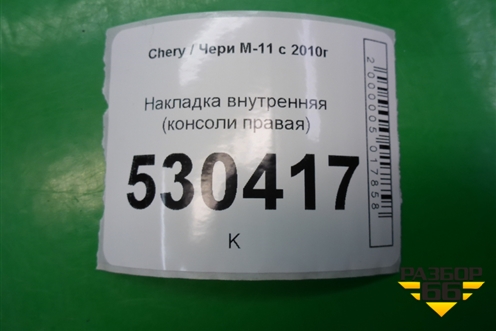 Chery / Чери М-11 с 2010г
Накладка внутренняя
(консоли правая)
530417
К
2000005017858
РАЗБОР
66